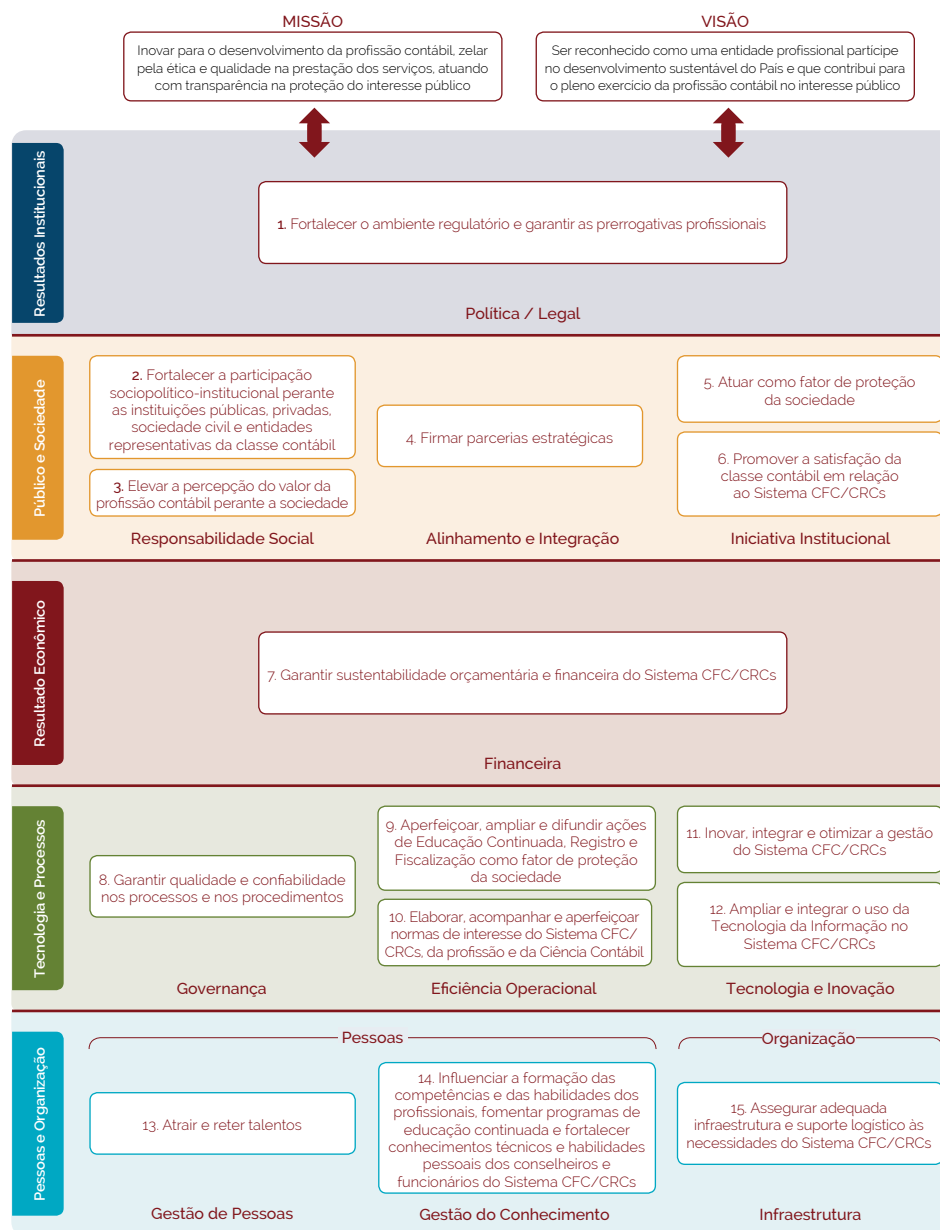 MISSÃO
Inovar para o desenvolvimento da profissão contábil, zelar
pela ética e qualidade na prestação dos serviços, atuando
com transparência na proteção do interesse público
VISÃO
Ser reconhecido como uma entidade profissional partícipe
no desenvolvimento sustentável do País e que contribui para
o pleno exercício da profissão contábil no interesse público
Resultados Institucionais
1. Fortalecer o ambiente regulatório e garantir as prerrogativas profissionais
Política / Legal
Público e Sociedade
2. Fortalecer a participação
sociopolítico-institucional perante
as instituições públicas, privadas,
sociedade civil e entidades
representativas da classe contábil
3. Elevar a percepção do valor da
profissão contábil perante a sociedade
Responsabilidade Social
4. Firmar parcerias estratégicas
Alinhamento e Integração
5. Atuar como fator de proteção
da sociedade
6. Promover a satisfação da
classe contábil em relação
ao Sistema CFC/CRCs
Iniciativa Institucional
Resultado Econômico
7. Garantir sustentabilidade orçamentária e financeira do Sistema CFC/CRCs
Financeira
Tecnologia e Processos
8. Garantir qualidade e confiabilidade
nos processos e nos procedimentos
Governança
9. Aperfeiçoar, ampliar e difundir ações
de Educação Continuada, Registro e
Fiscalização como fator de proteção
da sociedade
10. Elaborar, acompanhar e aperfeiçoar
normas de interesse do Sistema CFC/
CRCs, da profissão e da Ciência Contábil
Eficiência Operacional
11. Inovar, integrar e otimizar a gestão
do Sistema CFC/CRCs
12. Ampliar e integrar o uso da
Tecnologia da Informação no
Sistema CFC/CRCs
Tecnologia e Inovação
Pessoas e Organização
Pessoas
13. Atrair e reter talentos
Gestão de Pessoas
14. Influenciar a formação das
competências e das habilidades dos
profissionais, fomentar programas de
educação continuada e fortalecer
conhecimentos técnicos e habilidades
pessoais dos conselheiros e
funcionários do Sistema CFC/CRCs
Gestão do Conhecimento
Organização
15. Assegurar adequada
infraestrutura e suporte logístico às
necessidades do Sistema CFC/CRCs
Infraestrutura